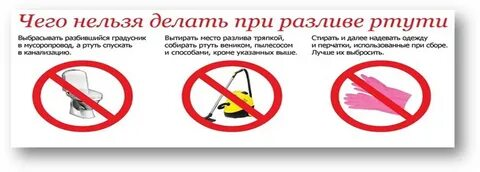 Чего нельзя делать при разливе ртути
Выбрасывать разбившийся градусник
в мусоропровод, а ртуть спускать
в канализацию.
Вытирать место разлива тряпкой,
собирать ртуть веником, пылесосом
и способами, кроме указанных выше.
Стирать и далее надевать одежду
и перчатки, использованные при сборе.
Лучше их выбросить.